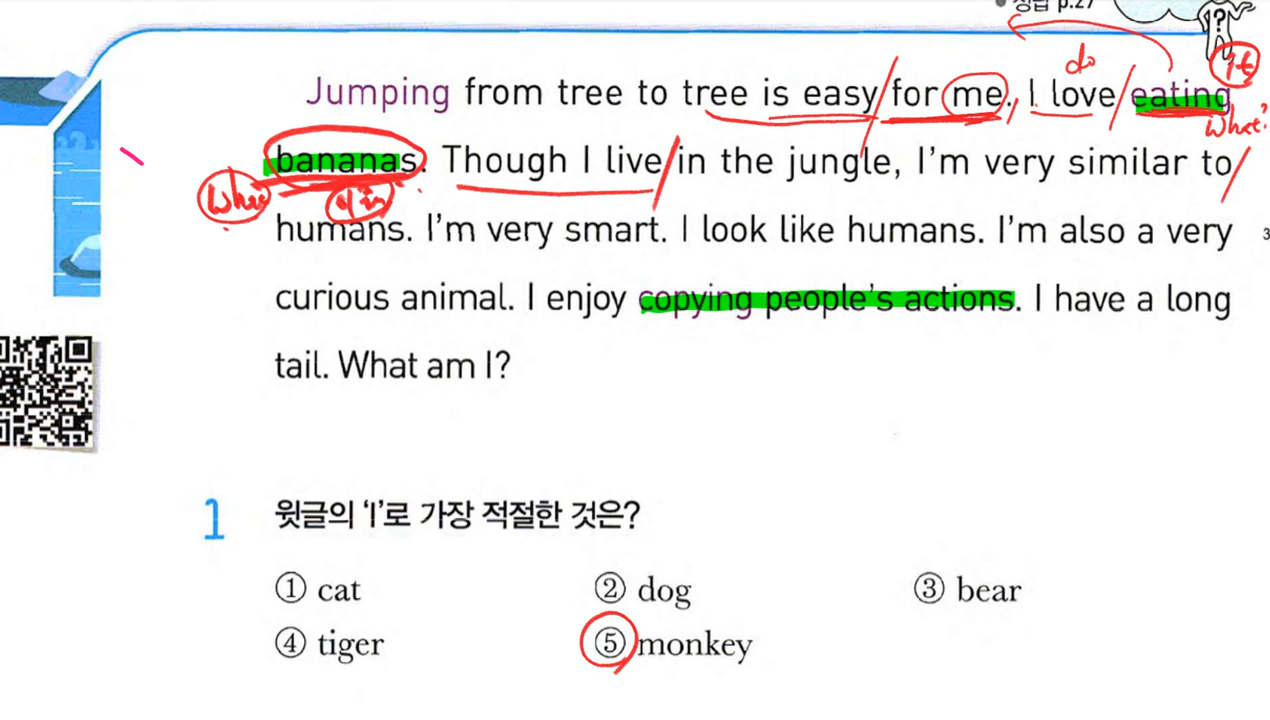 정답 p.27
do
it
Jumping from tree to tree is easy for me. I love eating
what?
bananas. Though I live in the jungle, I'm very similar to
humans. I'm very smart. I look like humans. I'm also a very
3
curious animal. I enjoy copying people's actions. I have a long
tail. What am I?
1 윗글의 'I'로 가장 적절한 것은?
① cat ② dog ③ bear
④ tiger ⑤ monkey